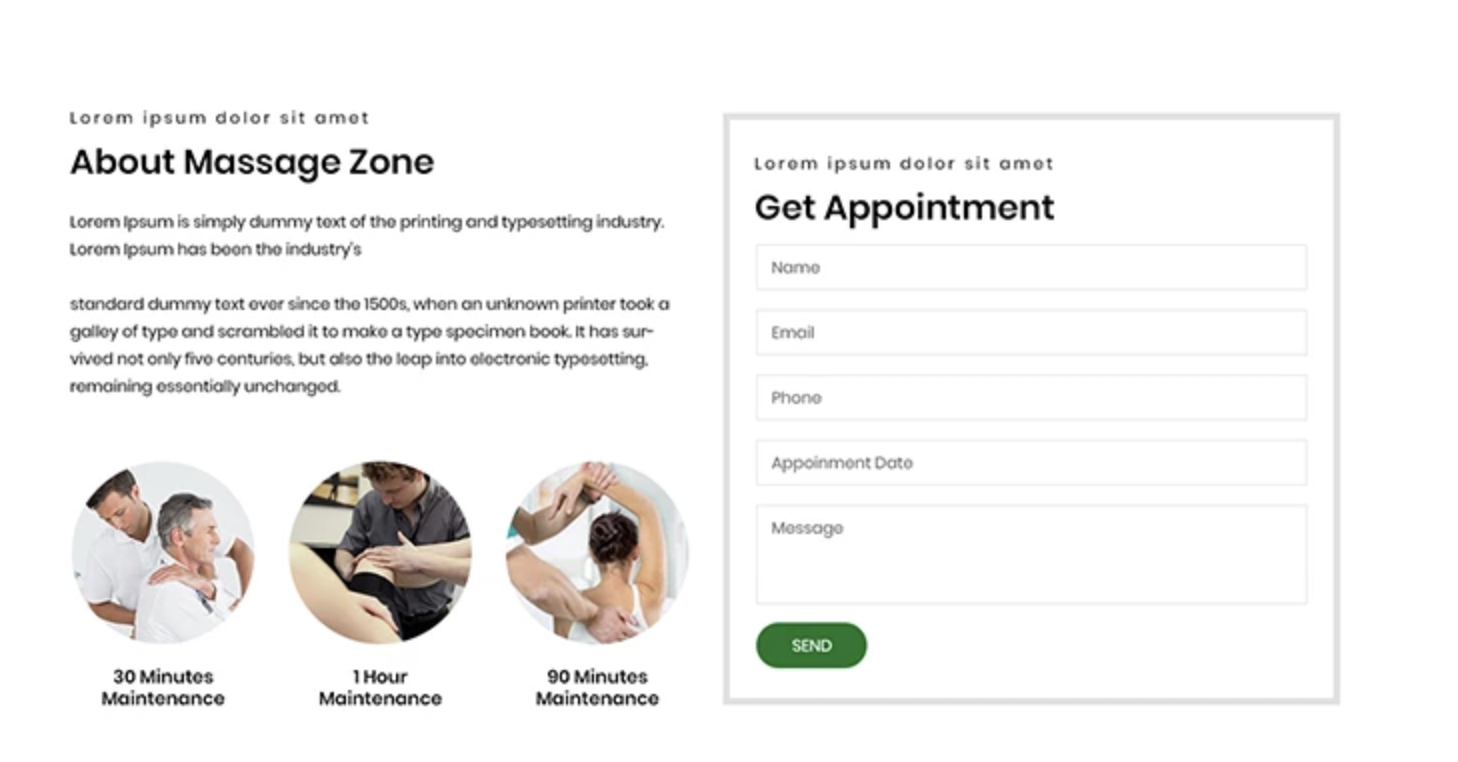 Lorem ipsum dolor sit amet
About Massage Zone
Lorem Ipsum is simply dummy text of the printing and typesetting industry.
Lorem Ipsum has been the industry's
standard dummy text ever since the 1500s, when an unknown printer took a
galley of type and scrambled it to make a type specimen book. It has sur-
vived not only five centuries, but also the leap into electronic typesetting,
remaining essentially unchanged.
30 Minutes
Maintenance
1 Hour
Maintenance
90 Minutes
Maintenance
Lorem ipsum dolor sit amet
Get Appointment
Name
Email
Phone
Appoinment Date
Message
SEND